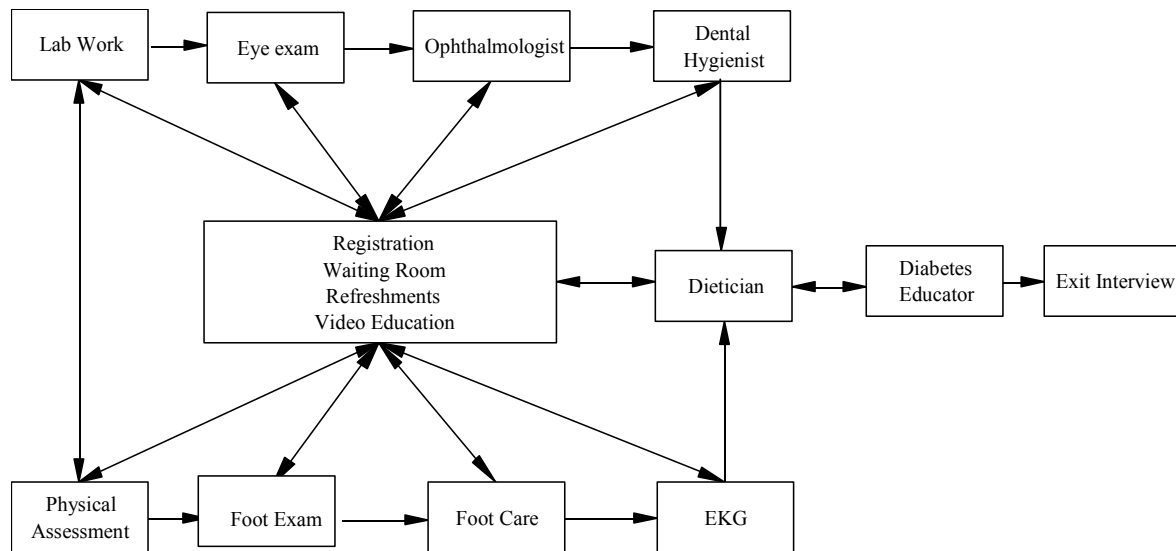 Lab Work
Eye exam
Ophthalmologist
Dental
Hygienist
Registration
Waiting Room
Refreshments
Video Education
Dietician
Diabetes
Educator
Exit Interview
Physical
Assessment
Foot Exam
Foot Care
EKG